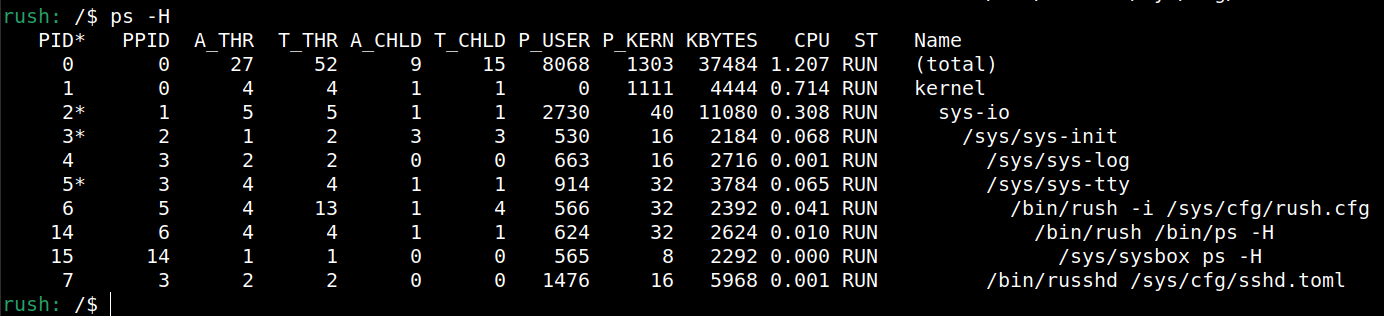 rush: /$ ps -H
PID* PPID A_THR T_THR A_CHLD T_CHLD P_USER P_KERN KBYTES CPU ST Name
0 0 27 52 9 15 8068 1303 37484 1.207 RUN (total)
1 0 4 4 1 1 0 1111 4444 0.714 RUN kernel
2* 1 5 5 1 1 2730 40 11080 0.308 RUN sys-io
3* 2 1 2 3 3 530 16 2184 0.068 RUN /sys/sys-init
4 3 2 2 0 0 663 16 2716 0.001 RUN /sys/sys-log
5* 3 4 4 1 1 914 32 3784 0.065 RUN /sys/sys-tty
6 5 4 13 1 4 566 32 2392 0.041 RUN /bin/rush -i /sys/cfg/rush.cfg
14 6 4 4 1 1 624 32 2624 0.010 RUN /bin/rush /bin/ps -H
15 14 1 1 0 0 565 8 2292 0.000 RUN /sys/sysbox ps -H
7 3 2 2 0 0 1476 16 5968 0.001 RUN /bin/russhd /sys/cfg/sshd.toml
rush: /$